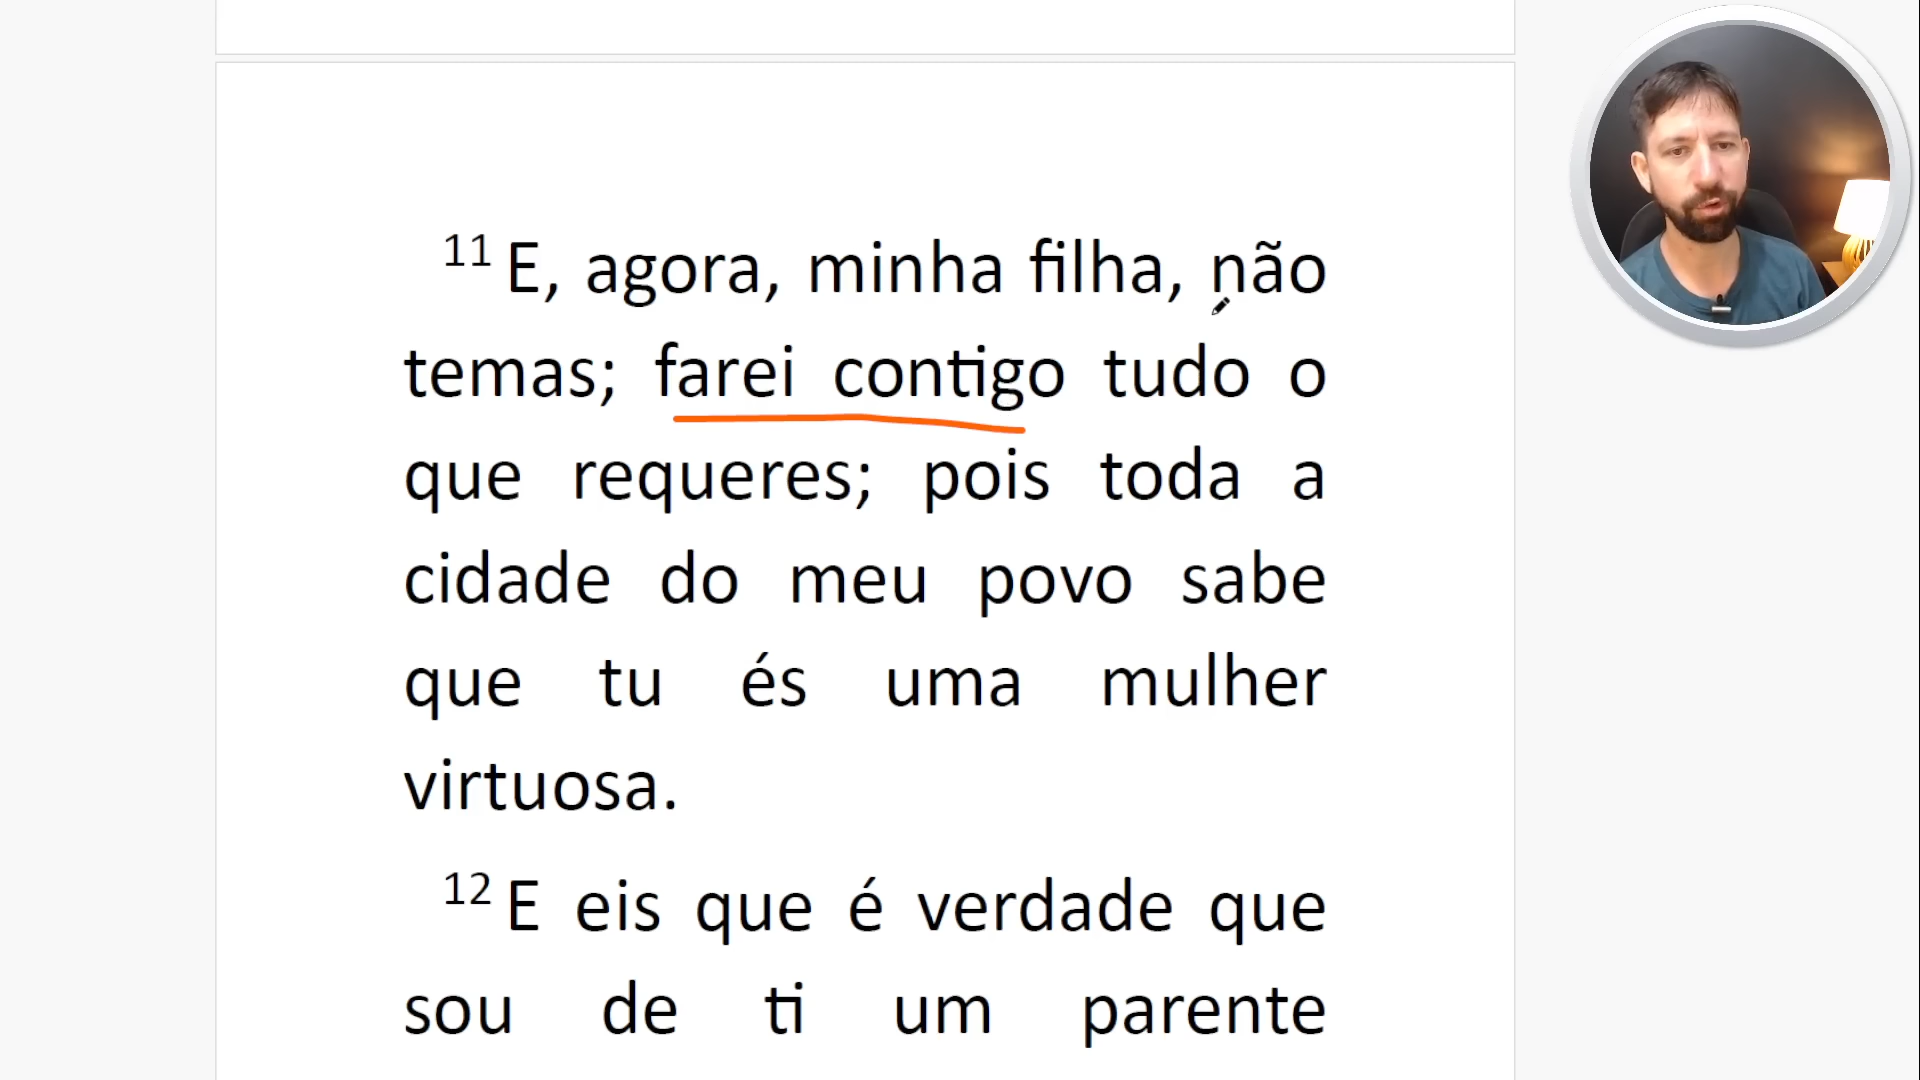 11 E, agora, minha filha, não
temas; farei contigo tudo o
que requeres; pois toda a
cidade do meu povo sabe
que tu és uma mulher
virtuosa.
12 E eis que é verdade que
sou de ti um parente